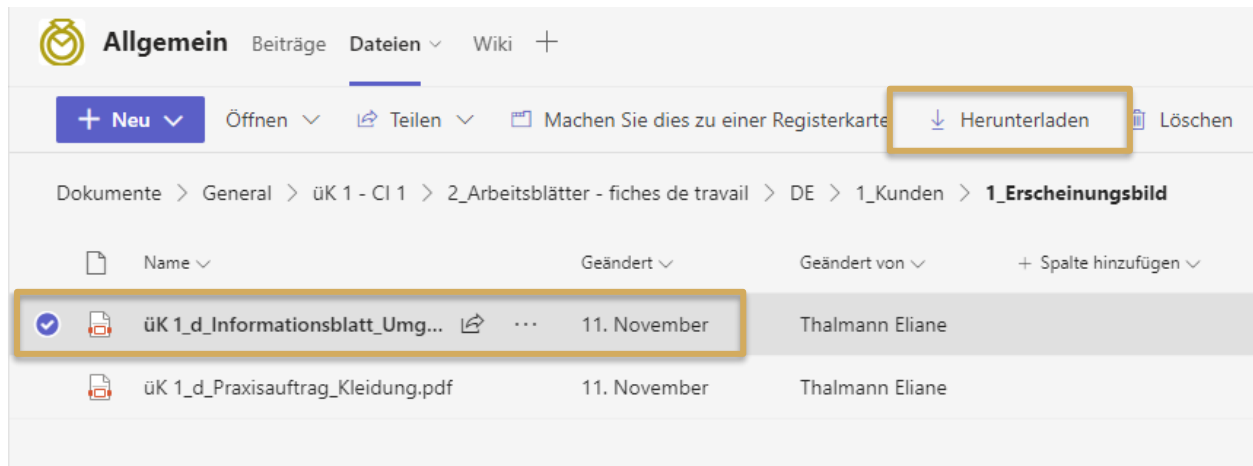 Allgemein Beiträge Dateien Wiki
Neu Öffnen Teilen Machen Sie dies zu einer Registerkarte Herunterladen Löschen
Dokumente > General > üK 1 - CI 1 > 2_Arbeitsblätter - fiches de travail > DE > 1_Kunden > 1_Erscheinungsbild
Name Geändert Geändert von + Spalte hinzufügen
üK 1_d_Informationsblatt_Umg... ... 11. November Thalmann Eliane
üK 1_d_Praxisauftrag_Kleidung.pdf 11. November Thalmann Eliane